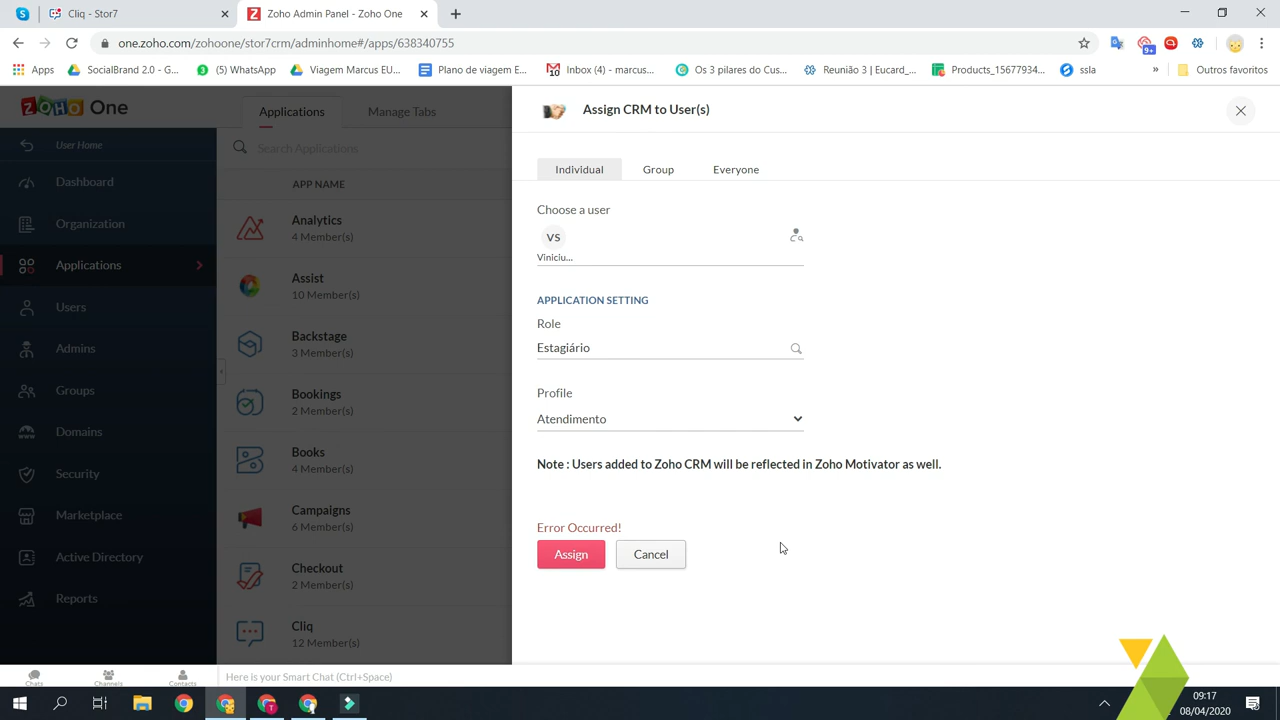 Cliq - Stor7
Zoho Admin Panel - Zoho One
one.zoho.com/zohoone/stor7crm/adminhome#/apps/638340755
9+
Apps
SocialBrand 2.0 - G...
(5) WhatsApp
Viagem Marcus EU...
Plano de viagem E...
Inbox (4) - marcus...
Os 3 pilares do Cus...
Reunião 3 | Eucard_...
Products_15677934...
ssla
»
Outros favoritos
ZOHO One
Applications
Manage Tabs
Assign CRM to User(s)
User Home
Search Applications
Individual
Group
Everyone
Dashboard
APP NAME
Choose a user
Organization
Analytics
4 Member(s)
VS
Viniciu...
Applications
Assist
10 Member(s)
APPLICATION SETTING
Users
Role
Backstage
3 Member(s)
Estagiário
Admins
Groups
Bookings
2 Member(s)
Profile
Atendimento
Domains
Books
4 Member(s)
Note : Users added to Zoho CRM will be reflected in Zoho Motivator as well.
Security
Marketplace
Campaigns
6 Member(s)
Error Occurred!
Active Directory
Assign
Cancel
Checkout
2 Member(s)
Reports
Cliq
12 Member(s)
Chats
Channels
Contacts
Here is your Smart Chat (Ctrl+Space)
09:17
08/04/2020